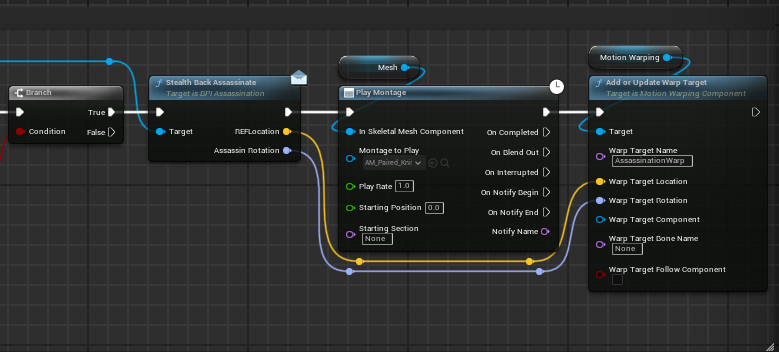 Branch
True
Condition
False
Stealth Back Assassinate
Target is BPI Assassination
Target
REFLocation
Assassin Rotation
Mesh
Play Montage
In Skeletal Mesh Component
On Completed
Montage to Play
On Blend Out
AM_Paired_Kni
On Interrupted
Play Rate 1.0
On Notify Begin
Starting Position 0.0
On Notify End
Starting Section
Notify Name
None
Motion Warping
Add or Update Warp Target
Target is Motion Warping Component
Target
Warp Target Name
AssassinationWarp
Warp Target Location
Warp Target Rotation
Warp Target Component
Warp Target Bone Name
None
Warp Target Follow Component